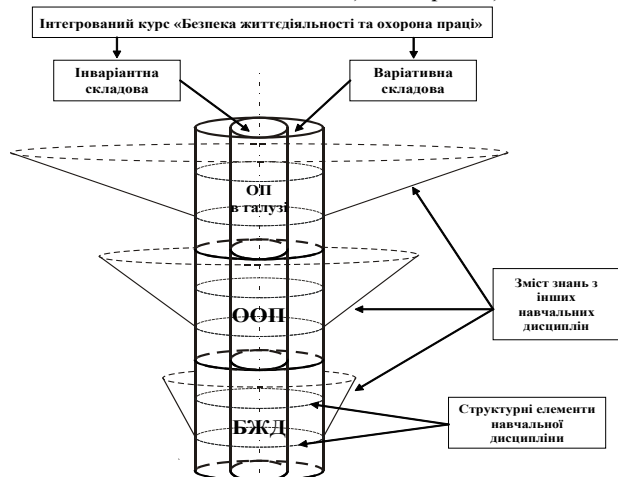 Інтегрований курс «Безпека життєдіяльності та охорона праці»
Інваріантна
складова
Варіативна
складова
ОП
в галузі
ООП
БЖД
Зміст знань з
інших
навчальних
дисциплін
Структурні елементи
навчальної
дисципліни